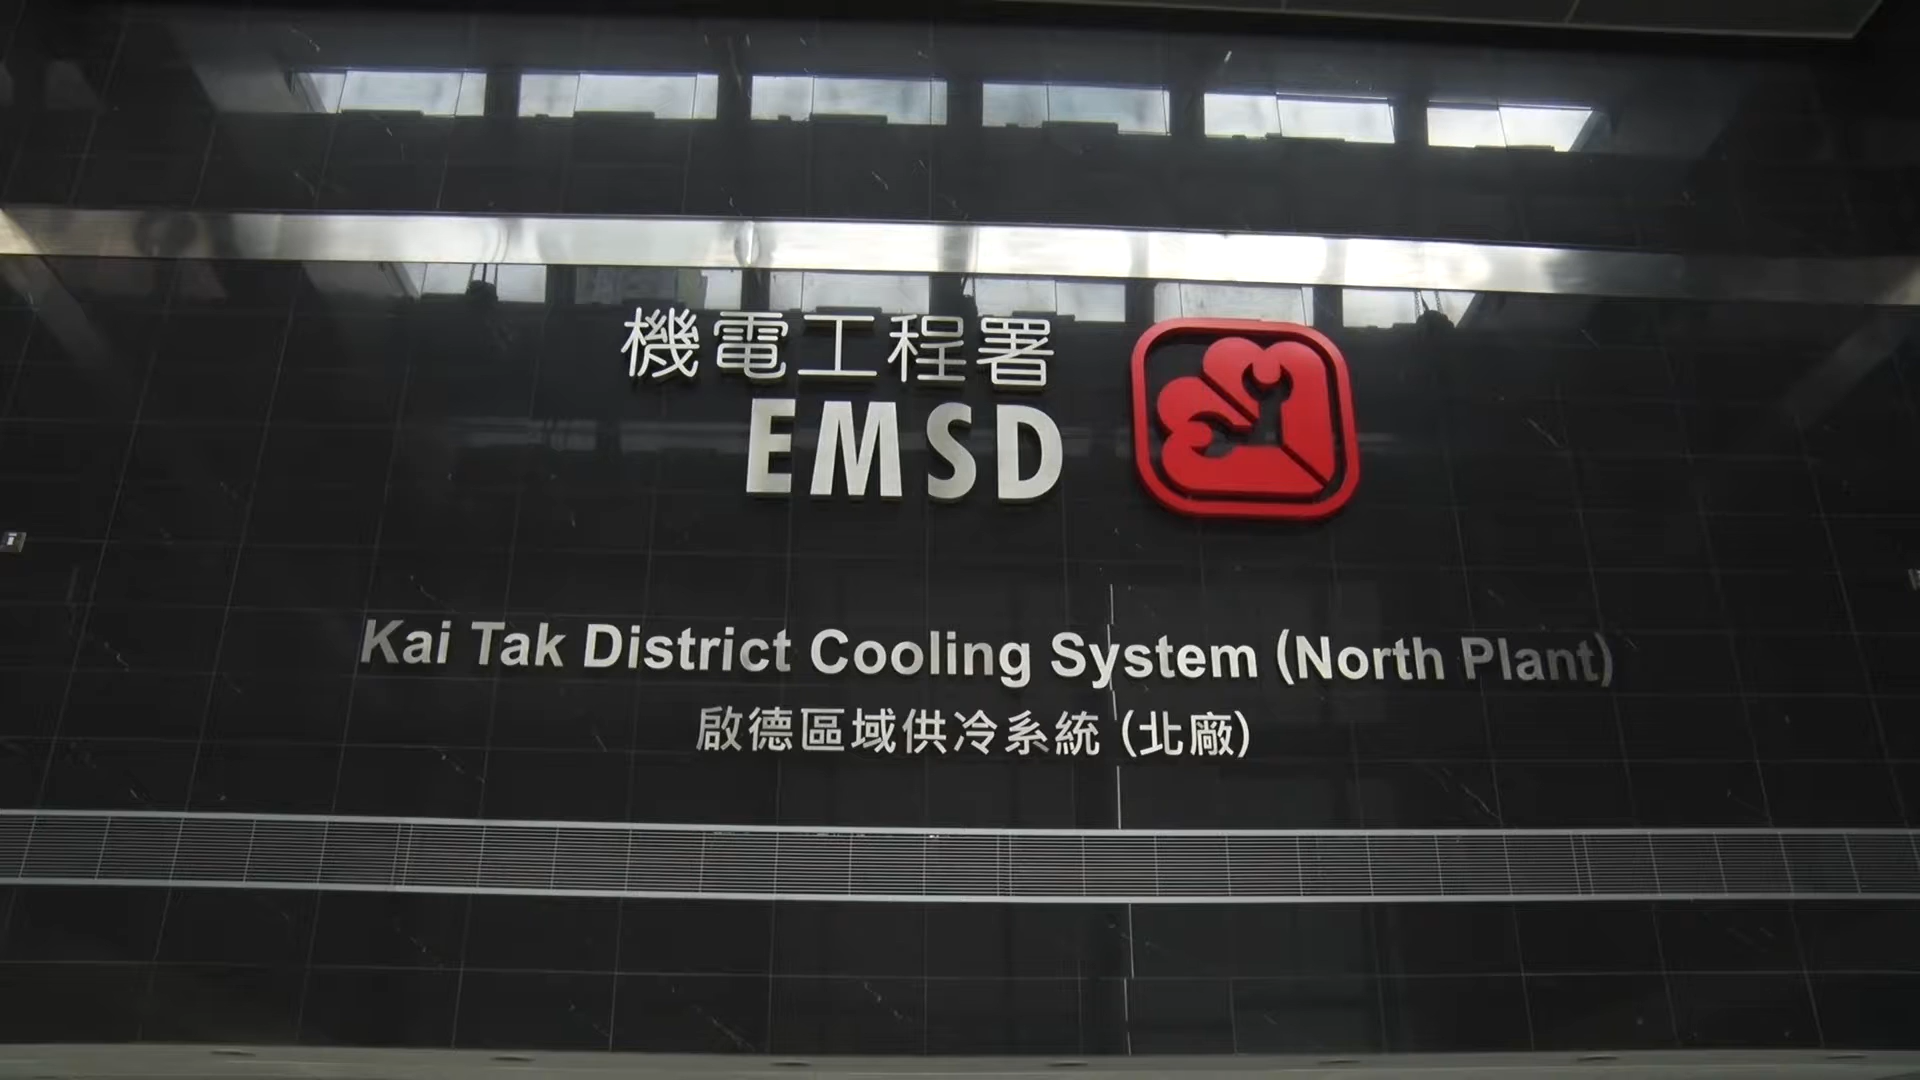 機電工程署
EMSD
Kai Tak District Cooling System (North Plant)
啟德區域供冷系統 (北廠)